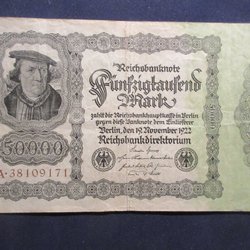 Reichsbanknote
Fünfzigtausend
Mark
zahlt die Reichsbankhauptkasse in Berlin
gegen diese Banknote dem Einlieferer
Berlin, den 19. November 1922
Reichsbankdirektorium
50000
A·38109171